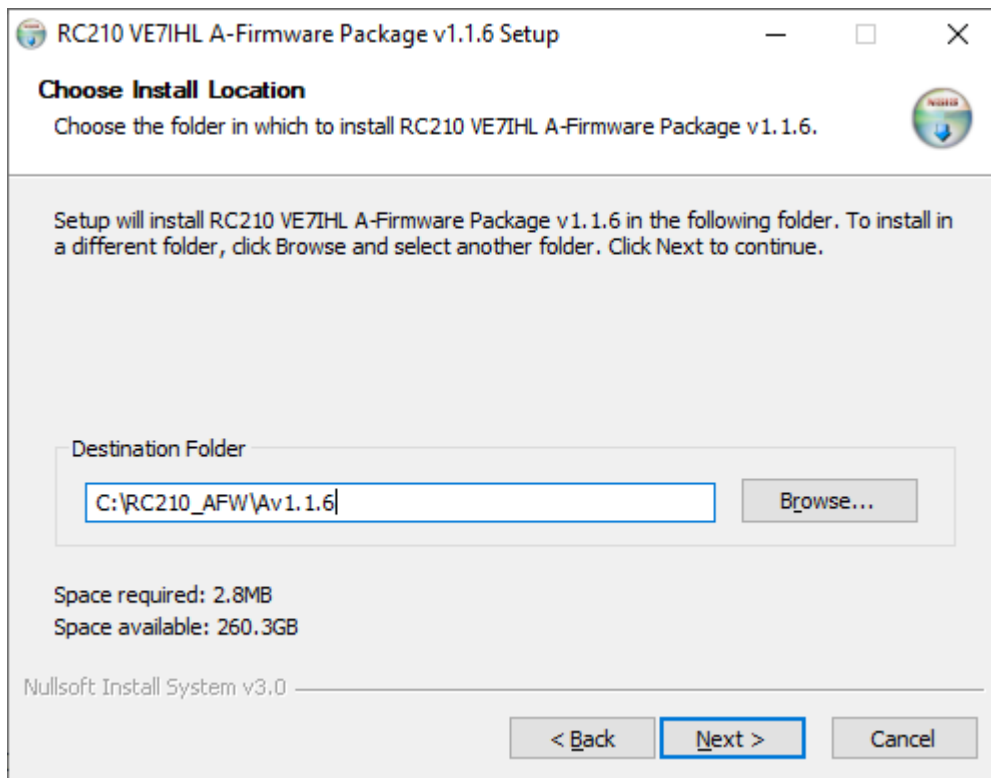 RC210 VE7IHL A-Firmware Package v1.1.6 Setup
Choose Install Location
Choose the folder in which to install RC210 VE7IHL A-Firmware Package v1.1.6.
Setup will install RC210 VE7IHL A-Firmware Package v1.1.6 in the following folder. To install in
a different folder, click Browse and select another folder. Click Next to continue.
Destination Folder
C:\RC210_AFW\Av1.1.6
Browse...
Space required: 2.8MB
Space available: 260.3GB
Nullsoft Install System v3.0
< Back
Next >
Cancel